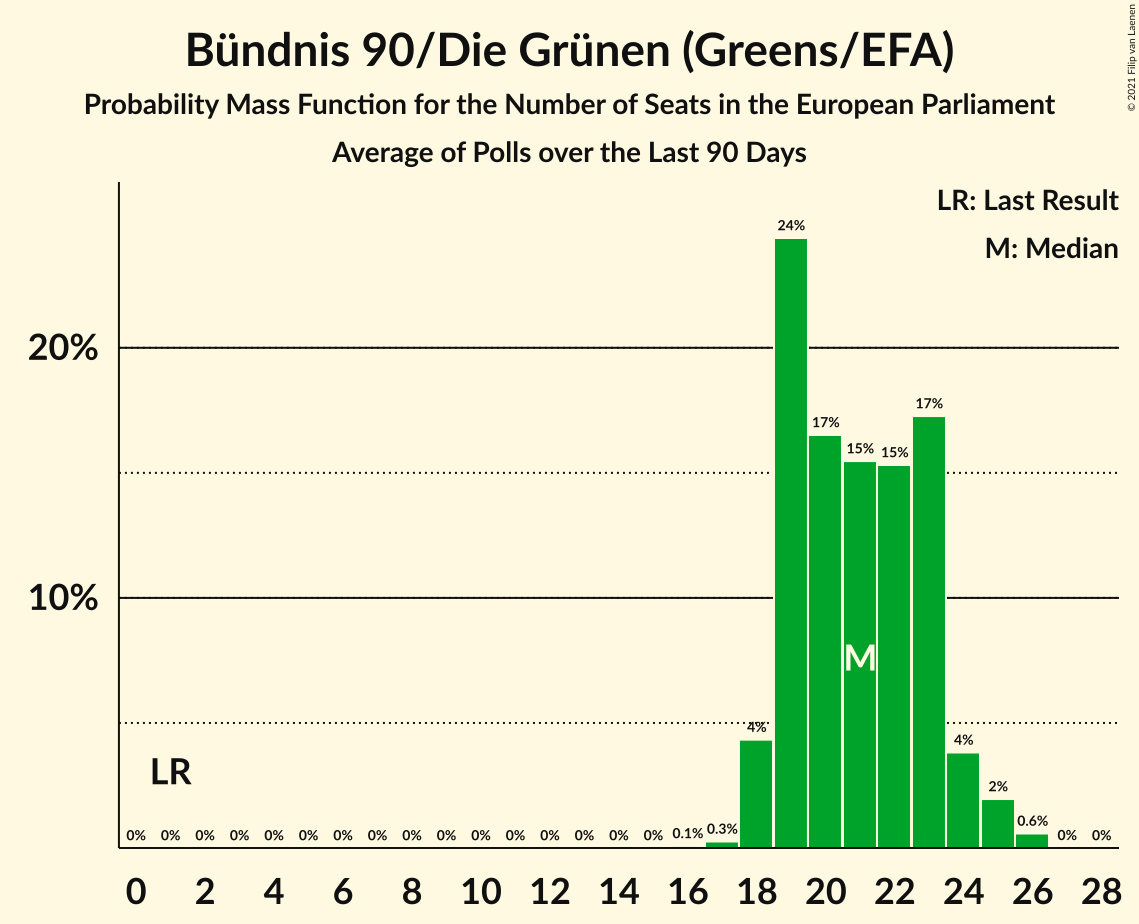 Bündnis 90/Die Grünen (Greens/EFA)
Probability Mass Function for the Number of Seats in the European Parliament
Average of Polls over the Last 90 Days
© 2021 Filip van Laenen
LR: Last Result
M: Median
24%
20%
17%
17%
15%
15%
10%
M
4%
4%
LR
2%
0% 0% 0% 0% 0% 0% 0% 0% 0% 0% 0% 0% 0% 0% 0% 0% 0.1% 0.3% 0.6% 0% 0%
0 2 4 6 8 10 12 14 16 18 20 22 24 26 28